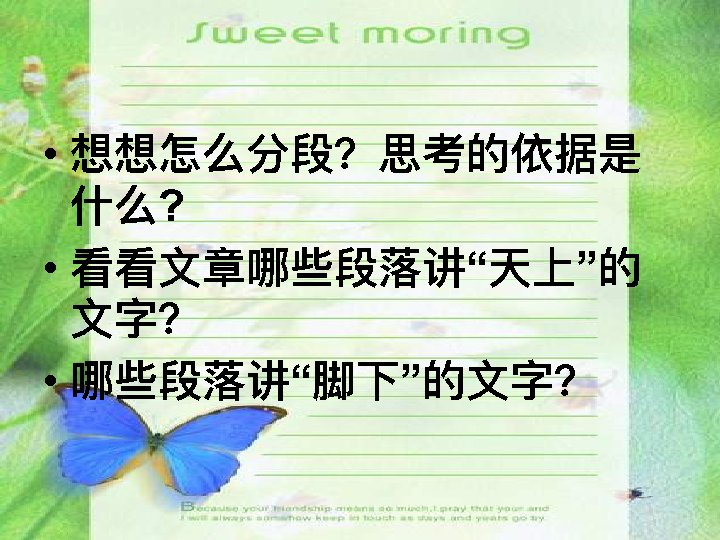 Sweet moring
• 想想怎么分段？思考的依据是
什么?
• 看看文章哪些段落讲“天上”的
文字?
• 哪些段落讲“脚下”的文字?
Because your friendship means so much,I pray that your and
I will always somehow keep in touch as days and years go by.